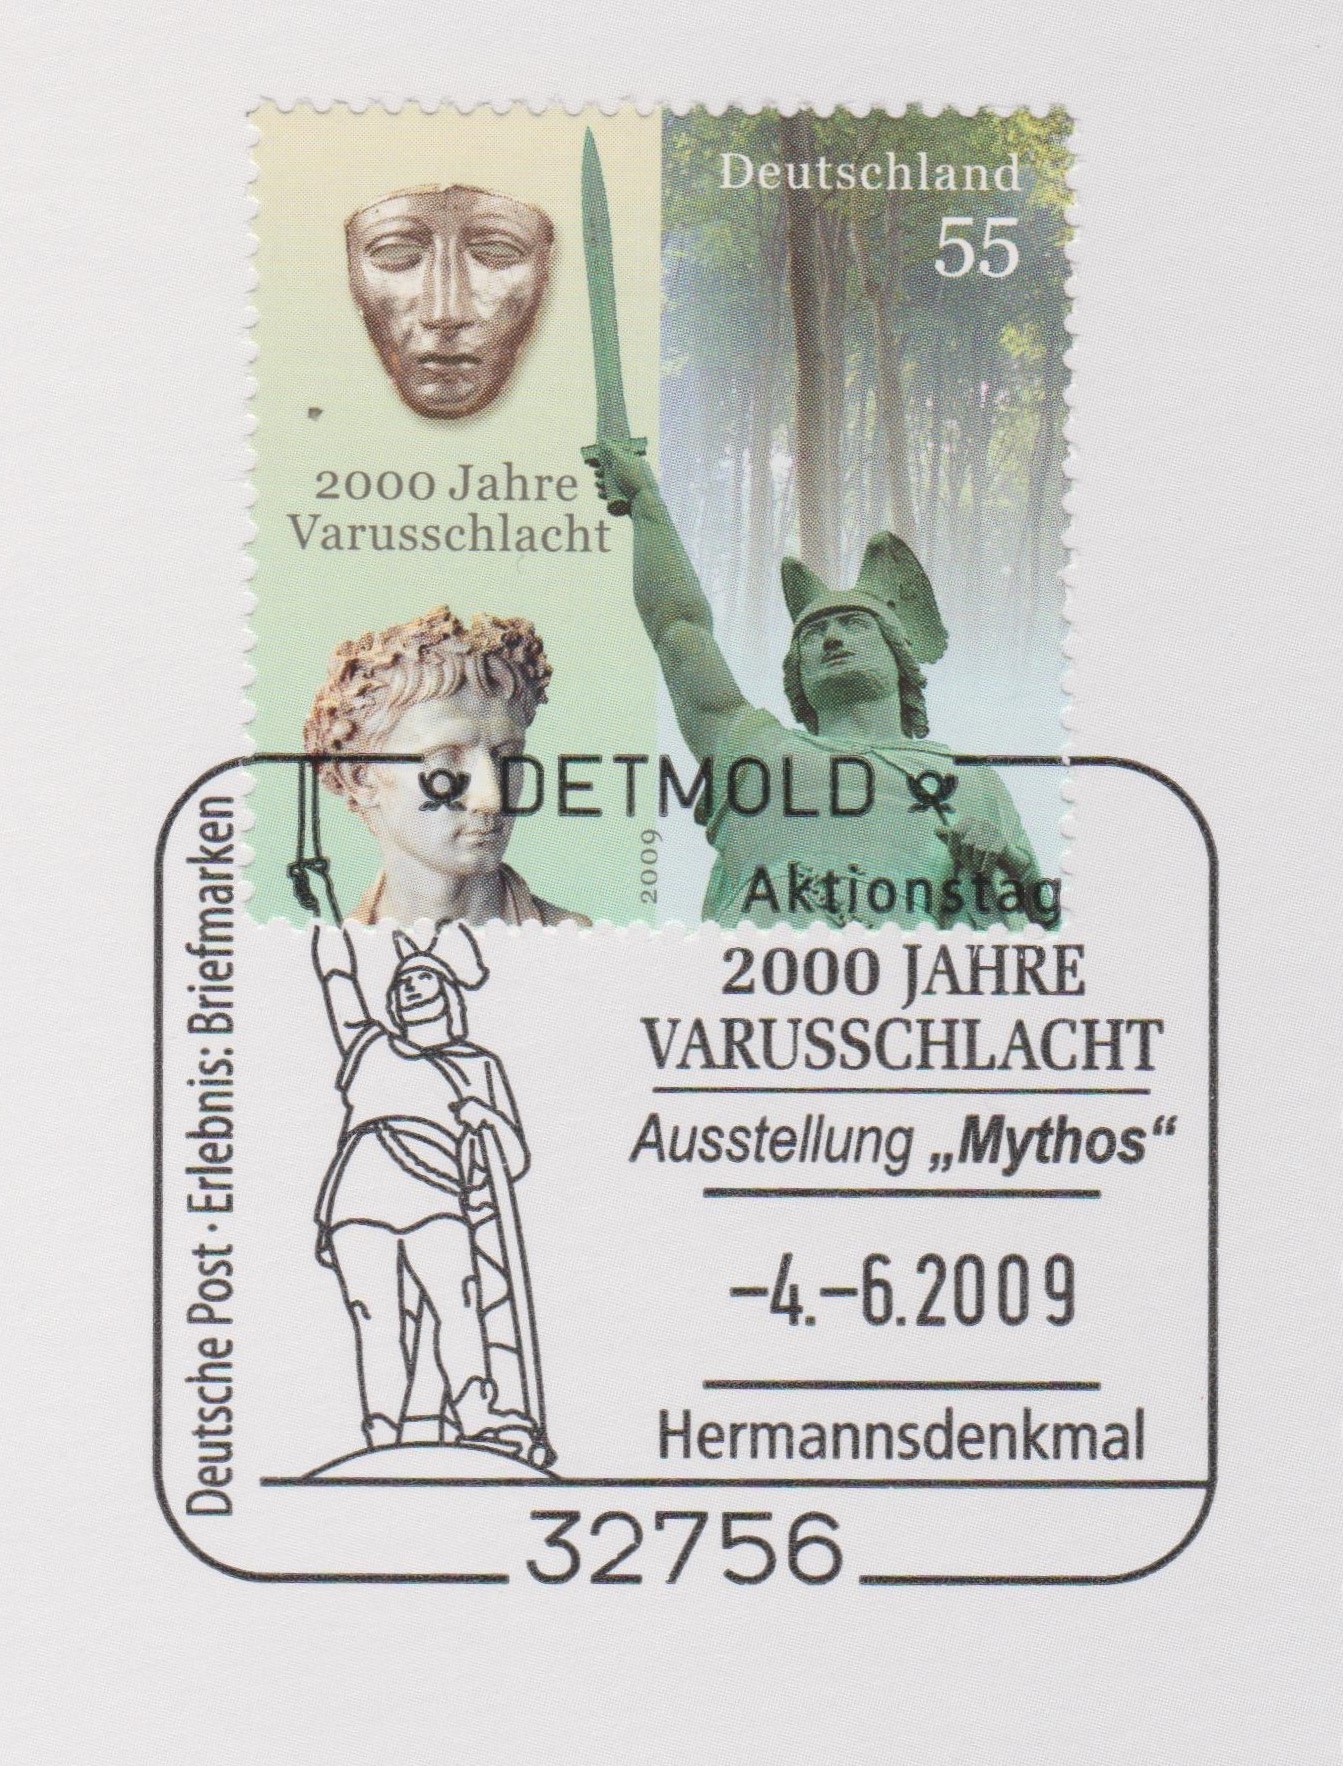 Deutschland
55
2000 Jahre
Varusschlacht
2009
DETMOLD
Aktionstag
2000 JAHRE
VARUSSCHLACHT
Ausstellung „Mythos“
–4.–6.2009
Hermannsdenkmal
32756
Deutsche Post · Erlebnis: Briefmarken